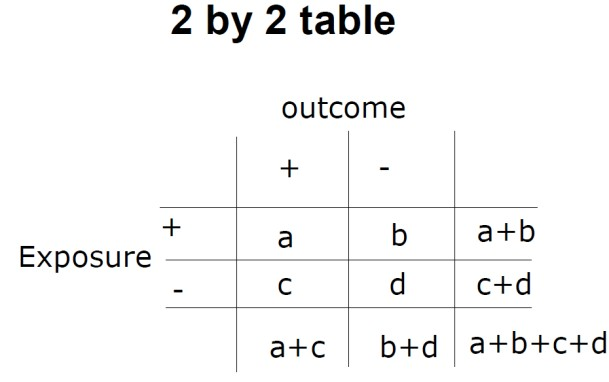 2 by 2 table
outcome
+ -
+ a b a+b
Exposure
- c d c+d
a+c b+d a+b+c+d